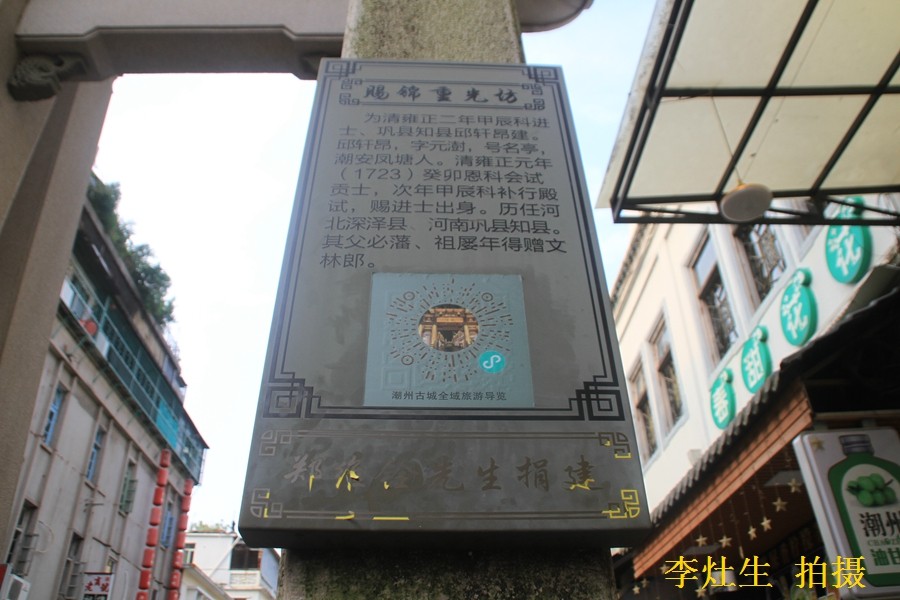 赐锦重光坊
为清雍正二年甲辰科进
士、巩县知县邱轩昂建。
邱轩昂，字元澍，号名亭，
潮安凤塘人。清雍正元年
（1723）癸卯恩科会试
贡士，次年甲辰科补行殿
试，赐进士出身。历任河
北深泽县、河南巩县知县。
其父必藩、祖屡年得赠文
林郎。
潮州古城全域旅游导览
先生捐建
潮州
油甘
李灶生 拍摄